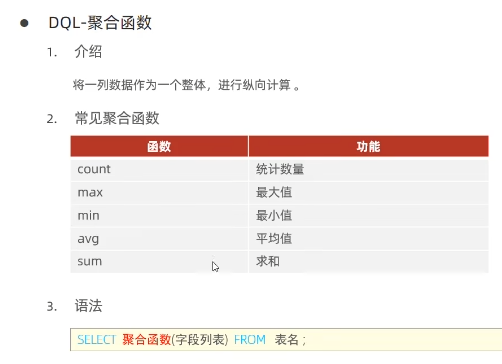 DQL-聚合函数
1. 介绍
将一列数据作为一个整体，进行纵向计算 。
2. 常见聚合函数
函数 功能
count 统计数量
max 最大值
min 最小值
avg 平均值
sum 求和
3. 语法
SELECT 聚合函数(字段列表) FROM 表名 ;